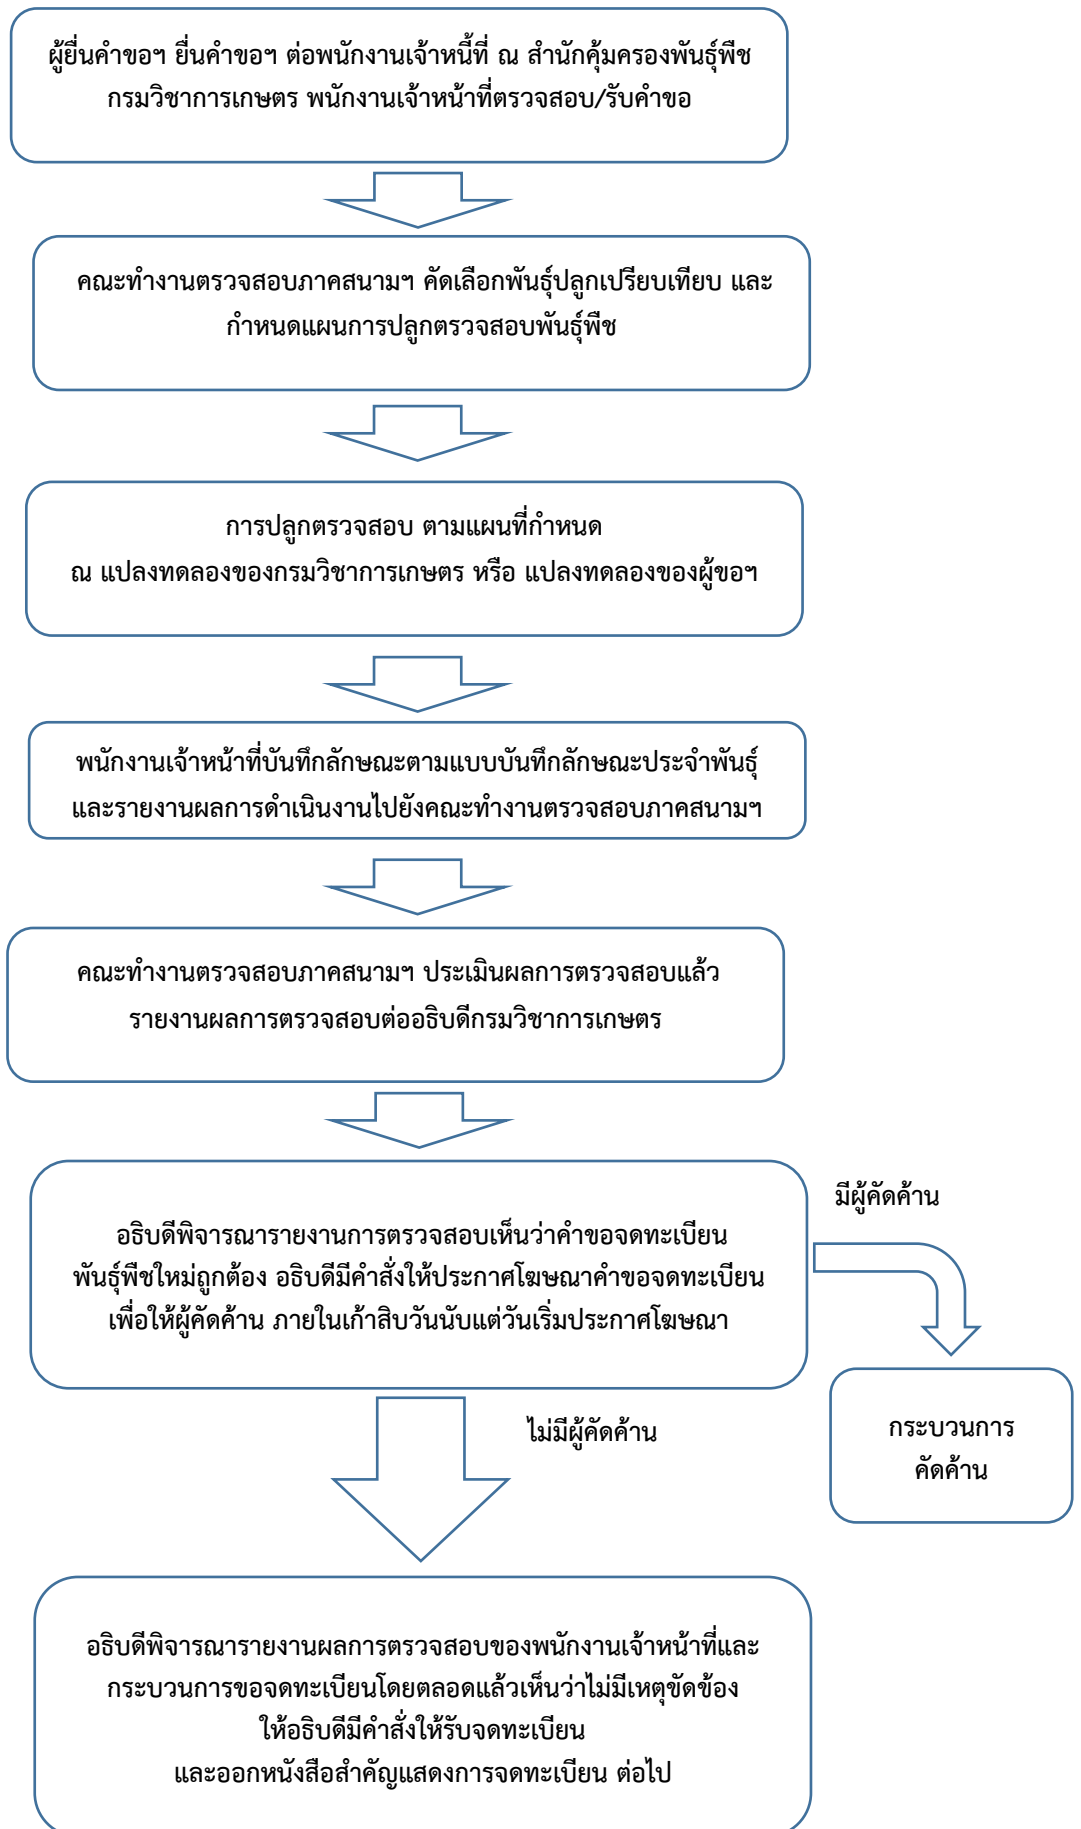 ผู้ยื่นคำขอฯ ยื่นคำขอฯ ต่อพนักงานเจ้าหนี้ที่ ณ สำนักคุ้มครองพันธุ์พืช
กรมวิชาการเกษตร พนักงานเจ้าหน้าที่ตรวจสอบ/รับคำขอ
คณะทำงานตรวจสอบภาคสนามฯ คัดเลือกพันธุ์ปลูกเปรียบเทียบ และ
กำหนดแผนการปลูกตรวจสอบพันธุ์พืช
การปลูกตรวจสอบ ตามแผนที่กำหนด
ณ แปลงทดลองของกรมวิชาการเกษตร หรือ แปลงทดลองของผู้ขอฯ
พนักงานเจ้าหน้าที่บันทึกลักษณะตามแบบบันทึกลักษณะประจำพันธุ์
และรายงานผลการดำเนินงานไปยังคณะทำงานตรวจสอบภาคสนามฯ
คณะทำงานตรวจสอบภาคสนามฯ ประเมินผลการตรวจสอบแล้ว
รายงานผลการตรวจสอบต่ออธิบดีกรมวิชาการเกษตร
มีผู้คัดค้าน
อธิบดีพิจารณารายงานการตรวจสอบเห็นว่าคำขอจดทะเบียน
พันธุ์พืชใหม่ถูกต้อง อธิบดีมีคำสั่งให้ประกาศโฆษณาคำขอจดทะเบียน
เพื่อให้ผู้คัดค้าน ภายในเก้าสิบวันนับแต่วันเริ่มประกาศโฆษณา
ไม่มีผู้คัดค้าน
กระบวนการ
คัดค้าน
อธิบดีพิจารณารายงานผลการตรวจสอบของพนักงานเจ้าหน้าที่และ
กระบวนการขอจดทะเบียนโดยตลอดแล้วเห็นว่าไม่มีเหตุขัดข้อง
ให้อธิบดีมีคำสั่งให้รับจดทะเบียน
และออกหนังสือสำคัญแสดงการจดทะเบียน ต่อไป